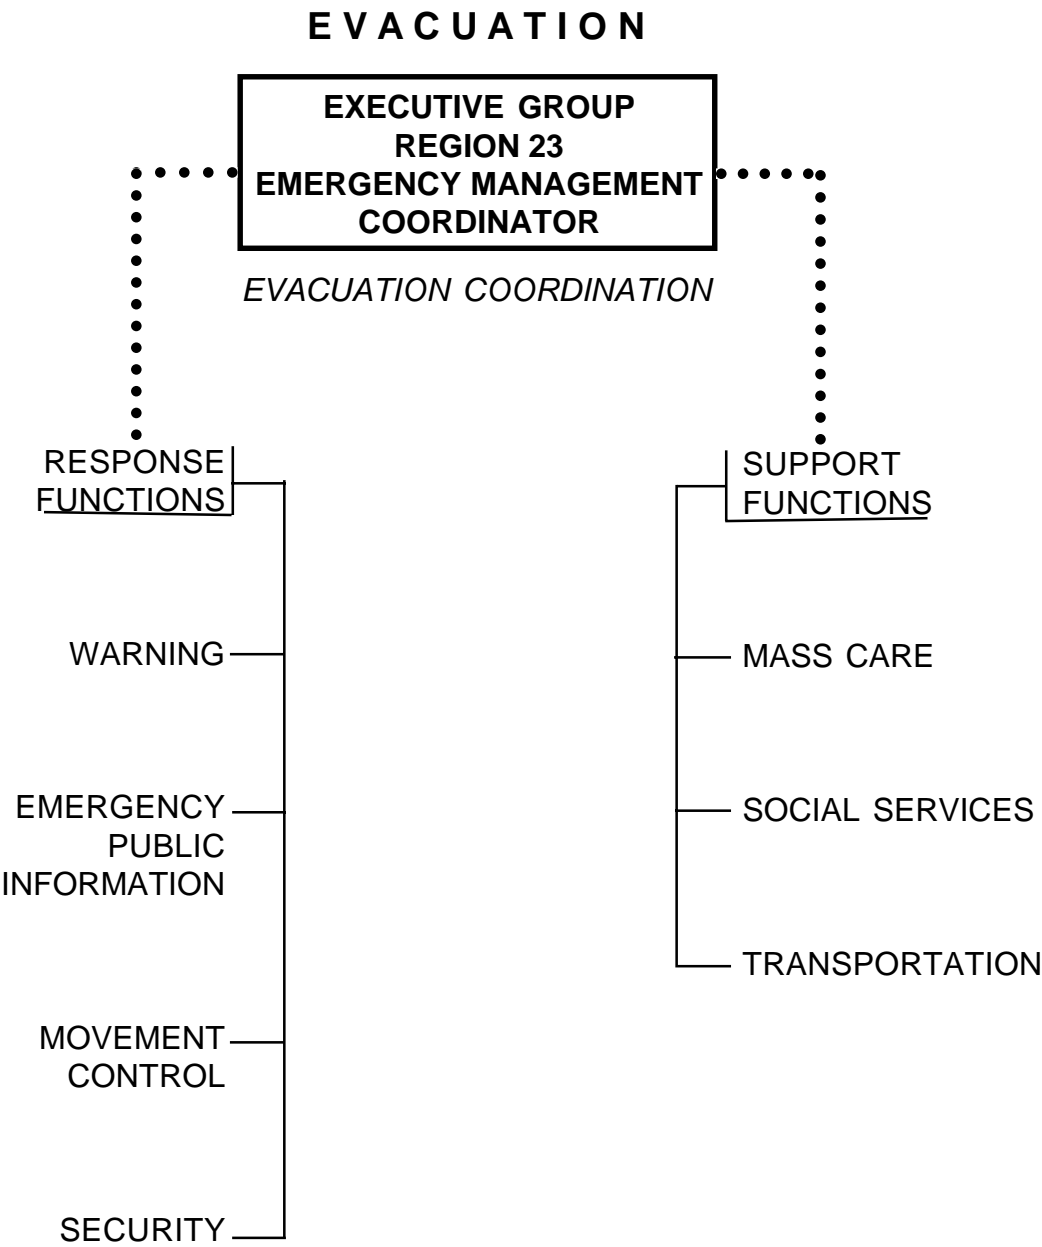 EVACUATION
EXECUTIVE GROUP
REGION 23
EMERGENCY MANAGEMENT
COORDINATOR
EVACUATION COORDINATION
RESPONSE
FUNCTIONS
WARNING
EMERGENCY
PUBLIC
INFORMATION
MOVEMENT
CONTROL
SECURITY
SUPPORT
FUNCTIONS
MASS CARE
SOCIAL SERVICES
TRANSPORTATION